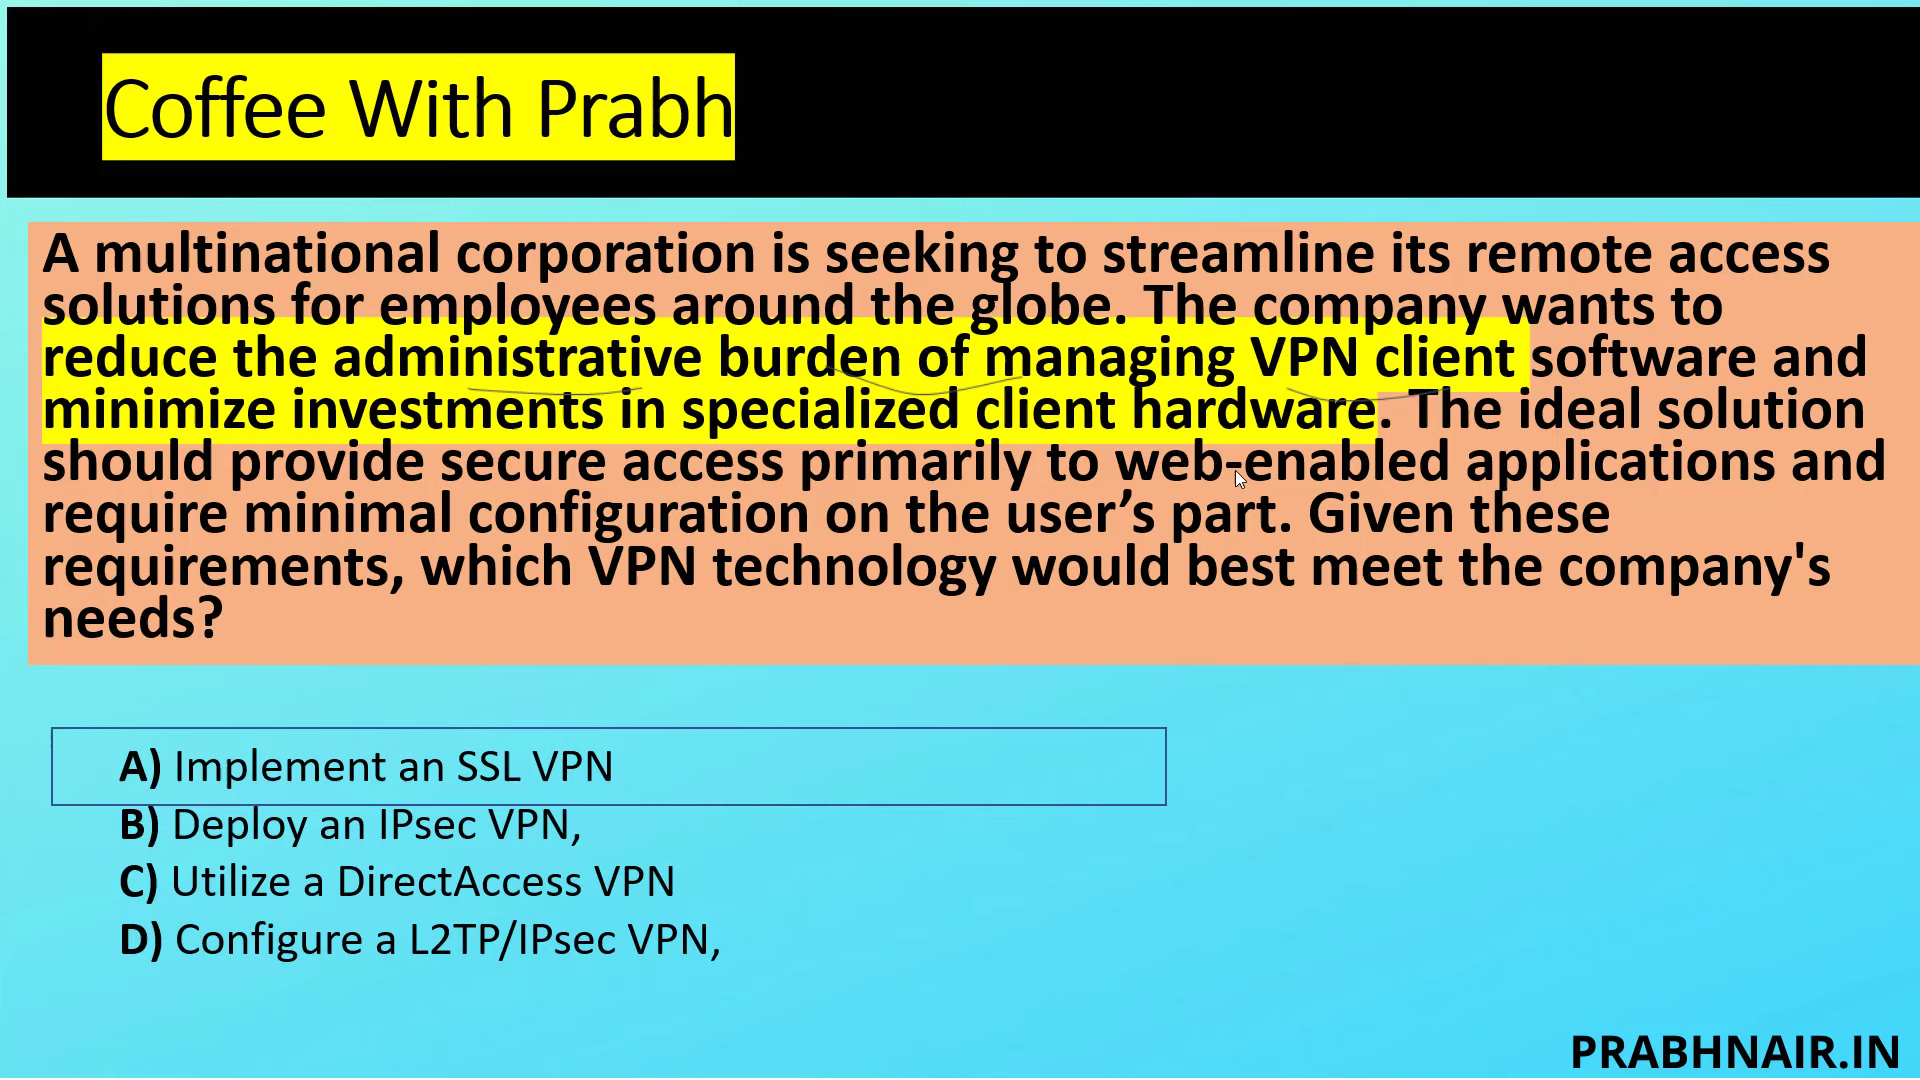 Coffee With Prabh
A multinational corporation is seeking to streamline its remote access
solutions for employees around the globe. The company wants to
reduce the administrative burden of managing VPN client software and
minimize investments in specialized client hardware. The ideal solution
should provide secure access primarily to web-enabled applications and
require minimal configuration on the user’s part. Given these
requirements, which VPN technology would best meet the company's
needs?
A) Implement an SSL VPN
B) Deploy an IPsec VPN,
C) Utilize a DirectAccess VPN
D) Configure a L2TP/IPsec VPN,
PRABHNAIR.IN